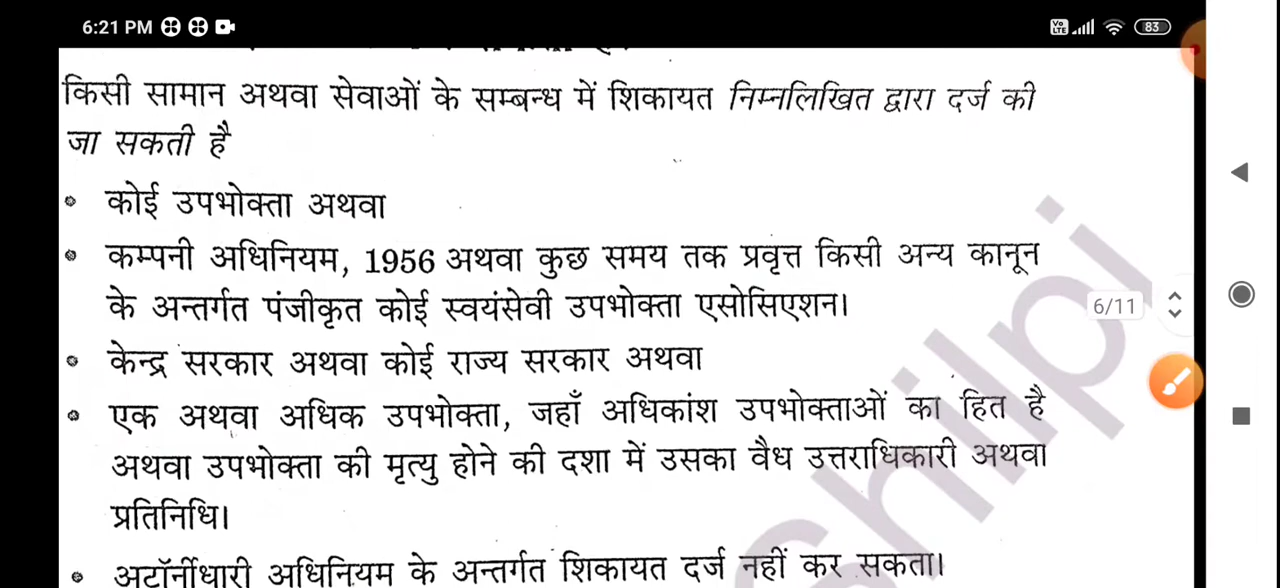 6:21 PM
Vo LTE
83
किसी सामान अथवा सेवाओं के सम्बन्ध में शिकायत निम्नलिखित द्वारा दर्ज की
जा सकती है
• कोई उपभोक्ता अथवा
• कम्पनी अधिनियम, 1956 अथवा कुछ समय तक प्रवृत्त किसी अन्य कानून
के अन्तर्गत पंजीकृत कोई स्वयंसेवी उपभोक्ता एसोसिएशन।
6/11
• केन्द्र सरकार अथवा कोई राज्य सरकार अथवा
• एक अथवा अधिक उपभोक्ता, जहाँ अधिकांश उपभोक्ताओं का हित है
अथवा उपभोक्ता की मृत्यु होने की दशा में उसका वैध उत्तराधिकारी अथवा
प्रतिनिधि।
• अटॉर्नीधारी अधिनियम के अन्तर्गत शिकायत दर्ज नहीं कर सकता।
Shilpi